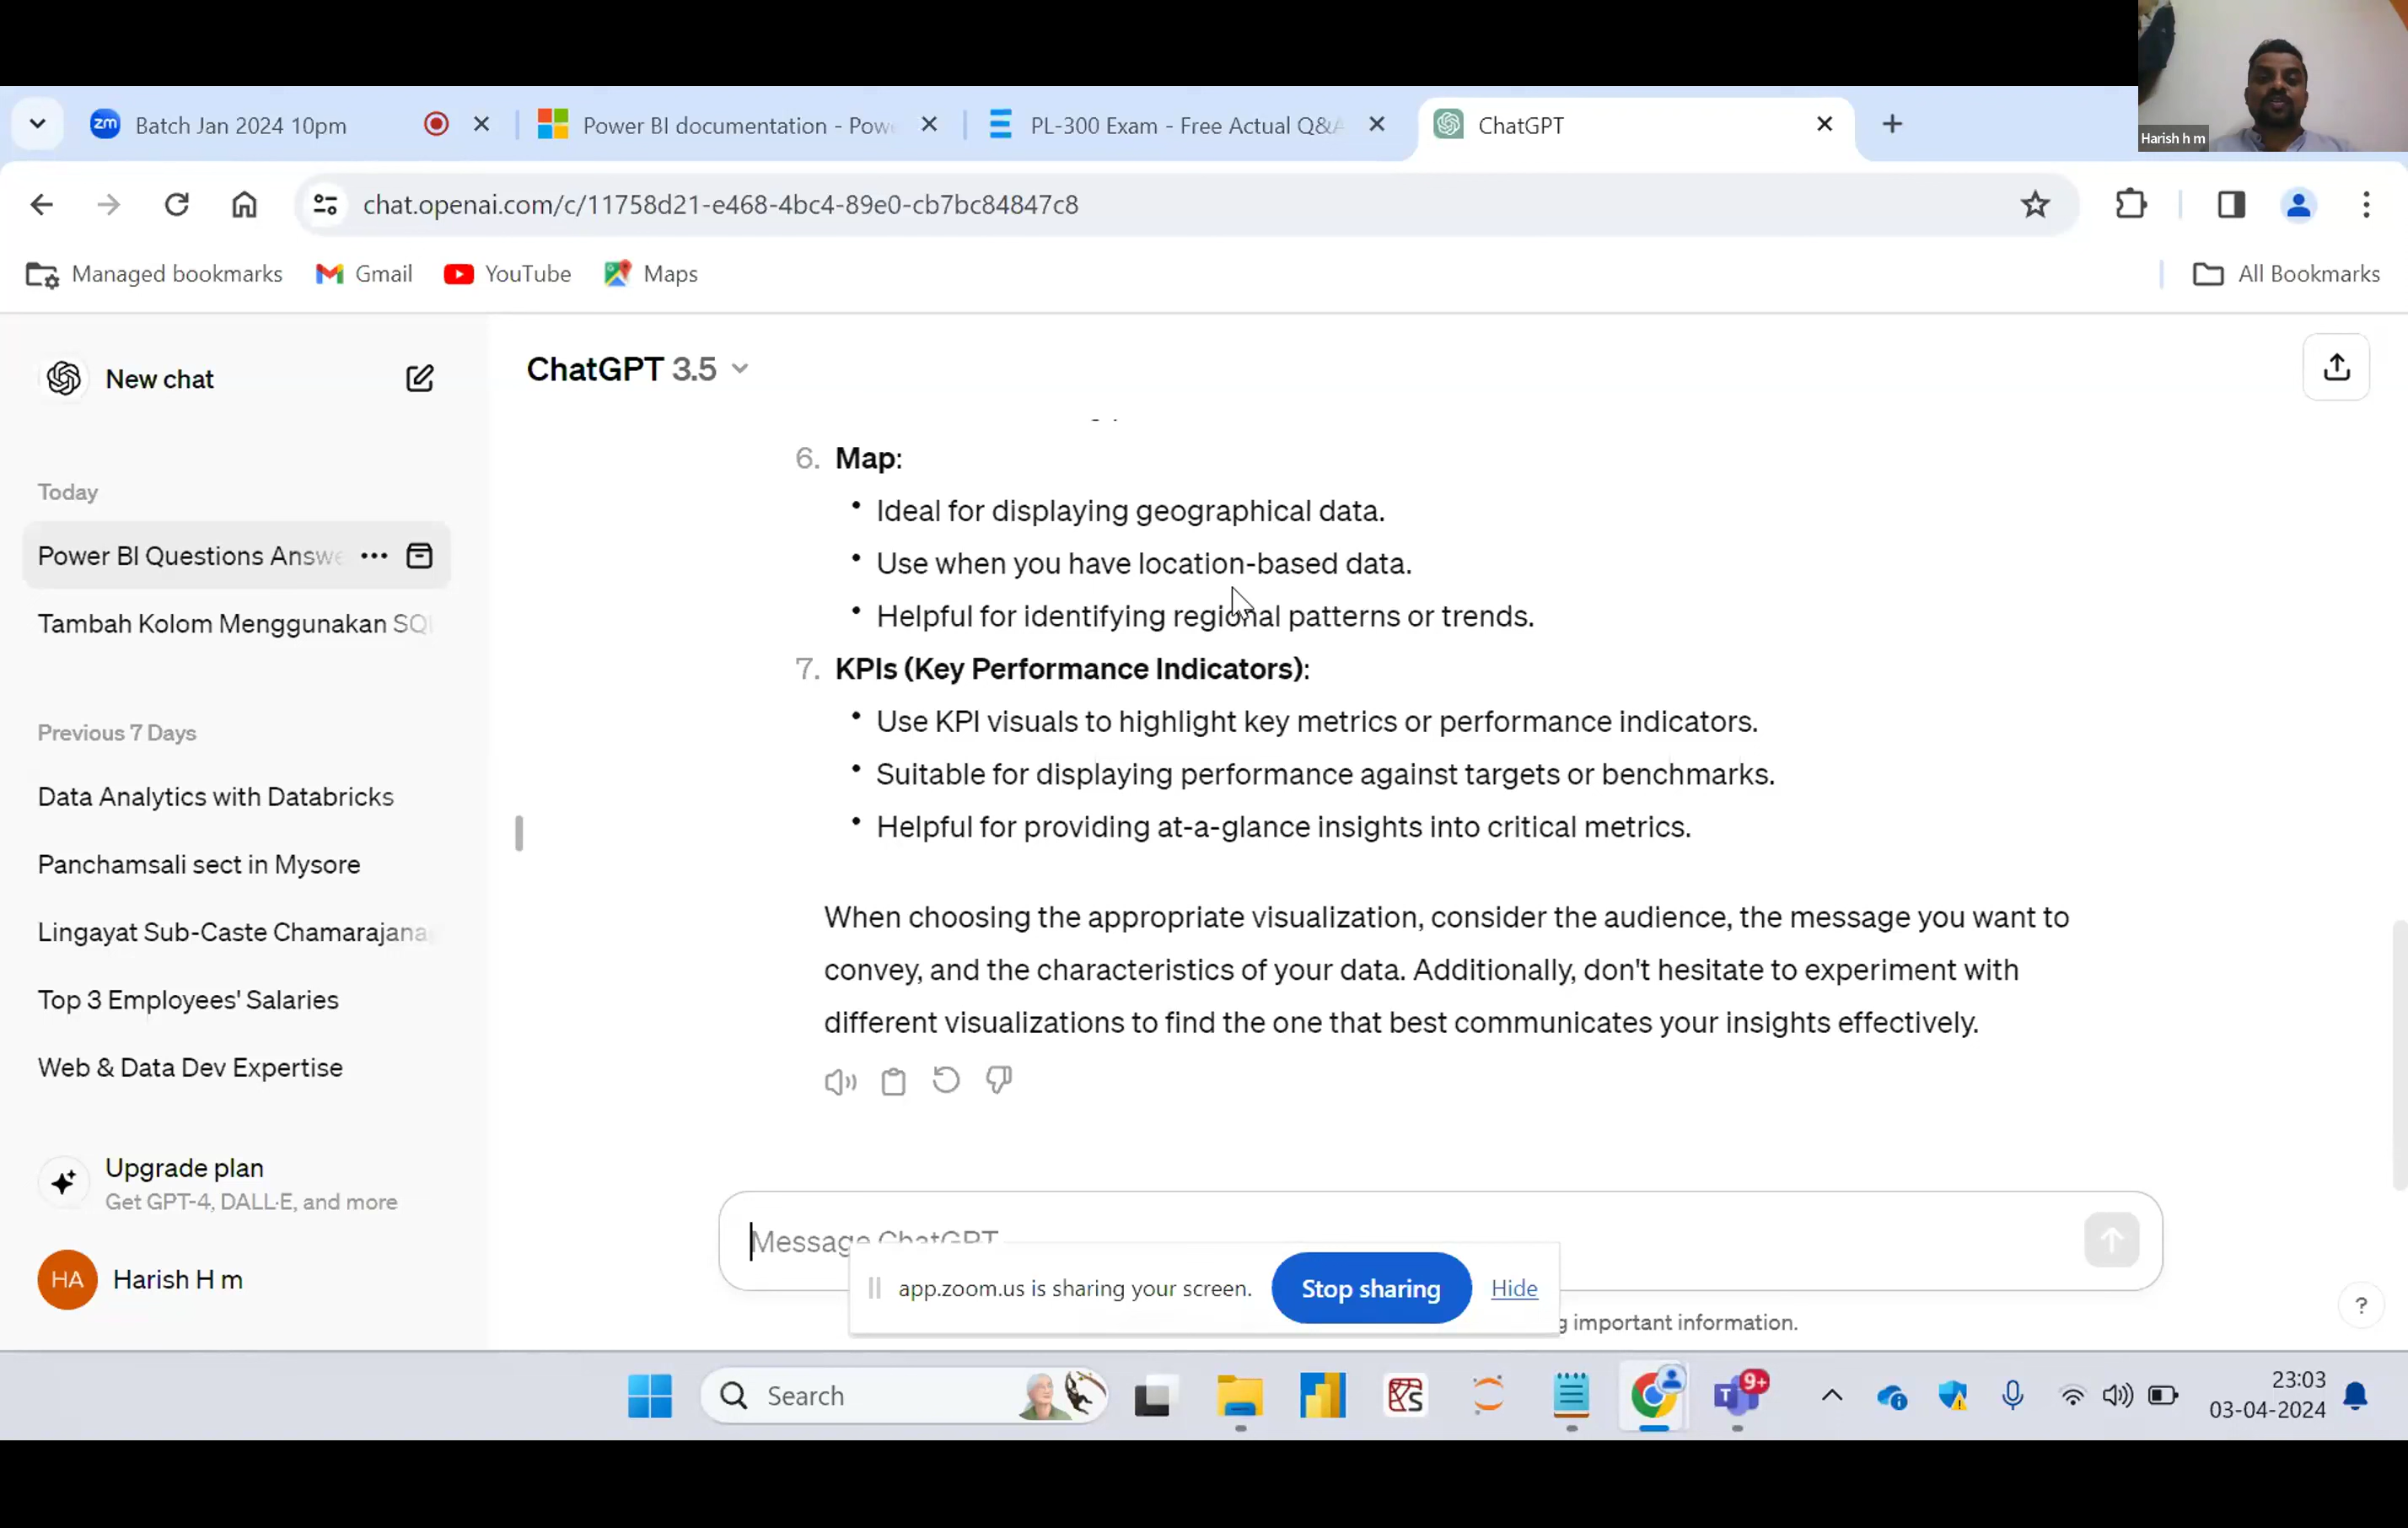 Harish h m
zm Batch Jan 2024 10pm
Power BI documentation - Powe
PL-300 Exam - Free Actual Q&A
ChatGPT
chat.openai.com/c/11758d21-e468-4bc4-89e0-cb7bc84847c8
Managed bookmarks Gmail YouTube Maps All Bookmarks
New chat
ChatGPT 3.5
Today
Power BI Questions Answe
Tambah Kolom Menggunakan SQ
Previous 7 Days
Data Analytics with Databricks
Panchamsali sect in Mysore
Lingayat Sub-Caste Chamarajana
Top 3 Employees' Salaries
Web & Data Dev Expertise
Upgrade plan
Get GPT-4, DALL·E, and more
HA Harish H m
6. Map:
• Ideal for displaying geographical data.
• Use when you have location-based data.
• Helpful for identifying regional patterns or trends.
7. KPIs (Key Performance Indicators):
• Use KPI visuals to highlight key metrics or performance indicators.
• Suitable for displaying performance against targets or benchmarks.
• Helpful for providing at-a-glance insights into critical metrics.
When choosing the appropriate visualization, consider the audience, the message you want to
convey, and the characteristics of your data. Additionally, don't hesitate to experiment with
different visualizations to find the one that best communicates your insights effectively.
Message ChatGPT
app.zoom.us is sharing your screen. Stop sharing Hide
g important information.
?
Search
T 9+
23:03
03-04-2024